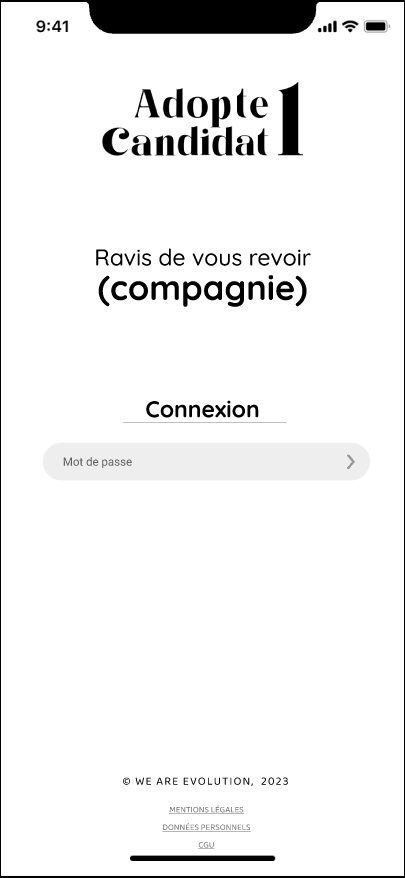 9:41
Adopte 1
Candidat
Ravis de vous revoir
(compagnie)
Connexion
Mot de passe
© WE ARE EVOLUTION, 2023
MENTIONS LÉGALES
DONNÉES PERSONNELS
CGU